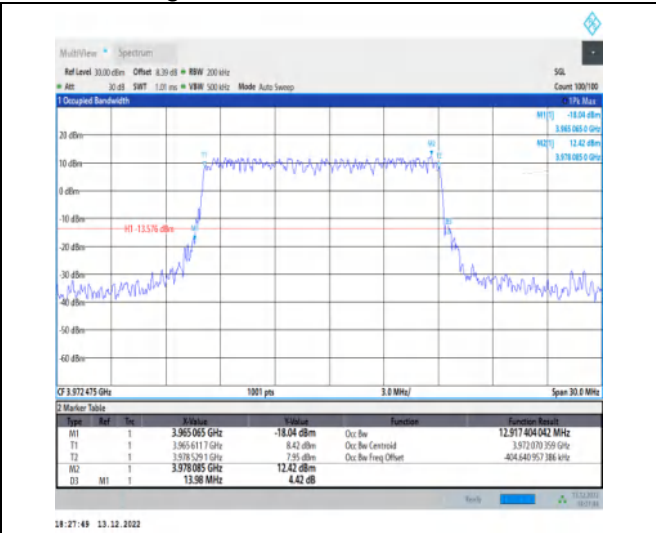 MultiView Spectrum
Ref Level 30.00 dBm Offset 8.39 dB RBW 200 kHz SGL
Att 30 dB SWT 1.01 ms VBW 500 kHz Mode Auto Sweep Count 100/100
1 Occupied Bandwidth 1Pk Max
M1[1] -18.04 dBm
3.965 065 0 GHz
M2[1] 12.42 dBm
3.978 085 0 GHz
20 dBm
M2
T1 T2
10 dBm
0 dBm
-10 dBm
D3
H1 -13.576 dBm
-20 dBm
-30 dBm
-40 dBm
-50 dBm
-60 dBm
CF 3.972 475 GHz 1001 pts 3.0 MHz/ Span 30.0 MHz
2 Marker Table
Type Ref Trc X-Value Y-Value Function Function Result
M1 1 3.965 065 GHz -18.04 dBm Occ Bw 12.917 404 042 MHz
T1 1 3.965 611 7 GHz 8.42 dBm Occ Bw Centroid 3.972 070 359 GHz
T2 1 3.978 529 1 GHz 7.95 dBm Occ Bw Freq Offset -404.640 957 386 kHz
M2 1 3.978 085 GHz 12.42 dBm
D3 M1 1 13.98 MHz 4.42 dB
Ready 13.12.2022
18:27:49 13.12.2022